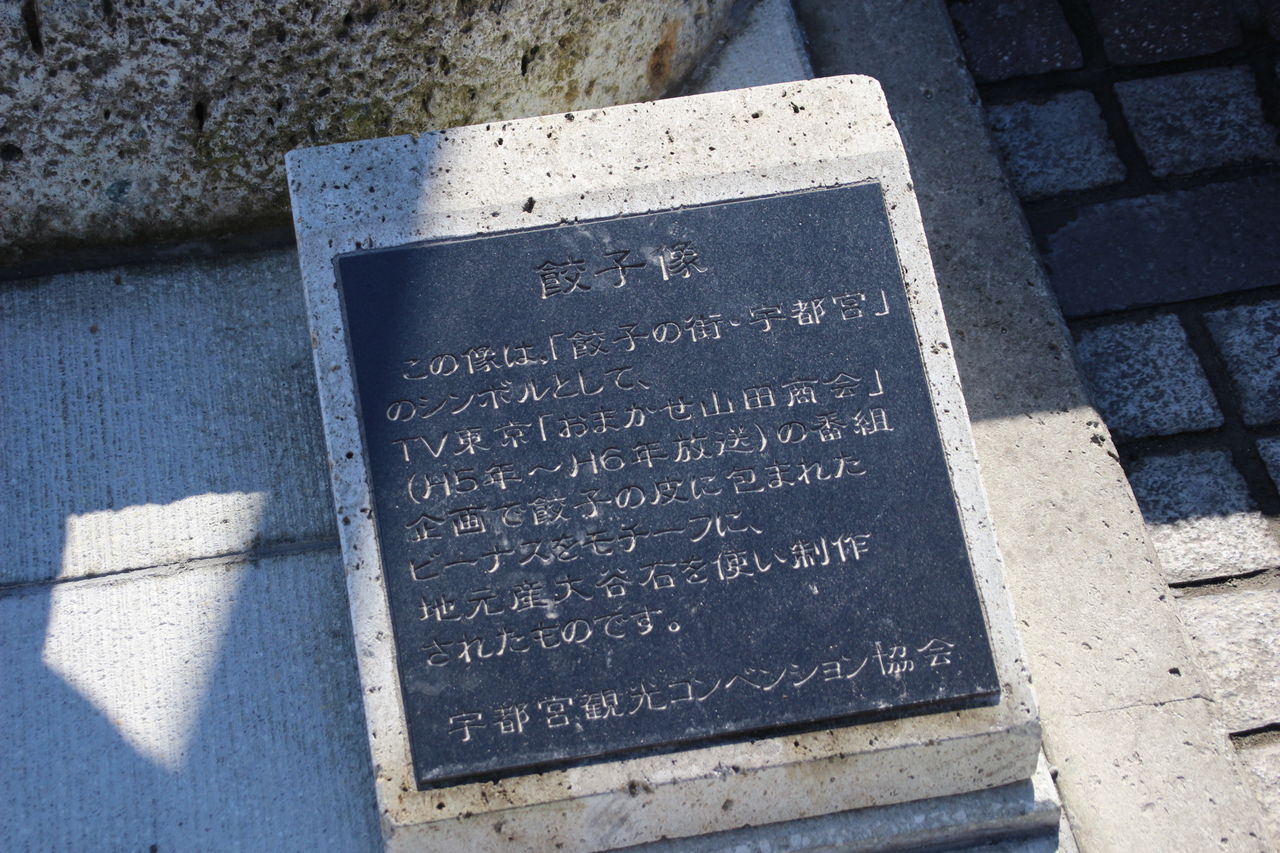 餃子像
この像は、「餃子の街・宇都宮」
のシンボルとして、
TV東京「おまかせ山田商会」
(H5年〜H6年放送)の番組
企画で餃子の皮に包まれた
ビーナスをモチーフに、
地元産大谷石を使い制作
されたものです。
宇都宮観光コンベンション協会